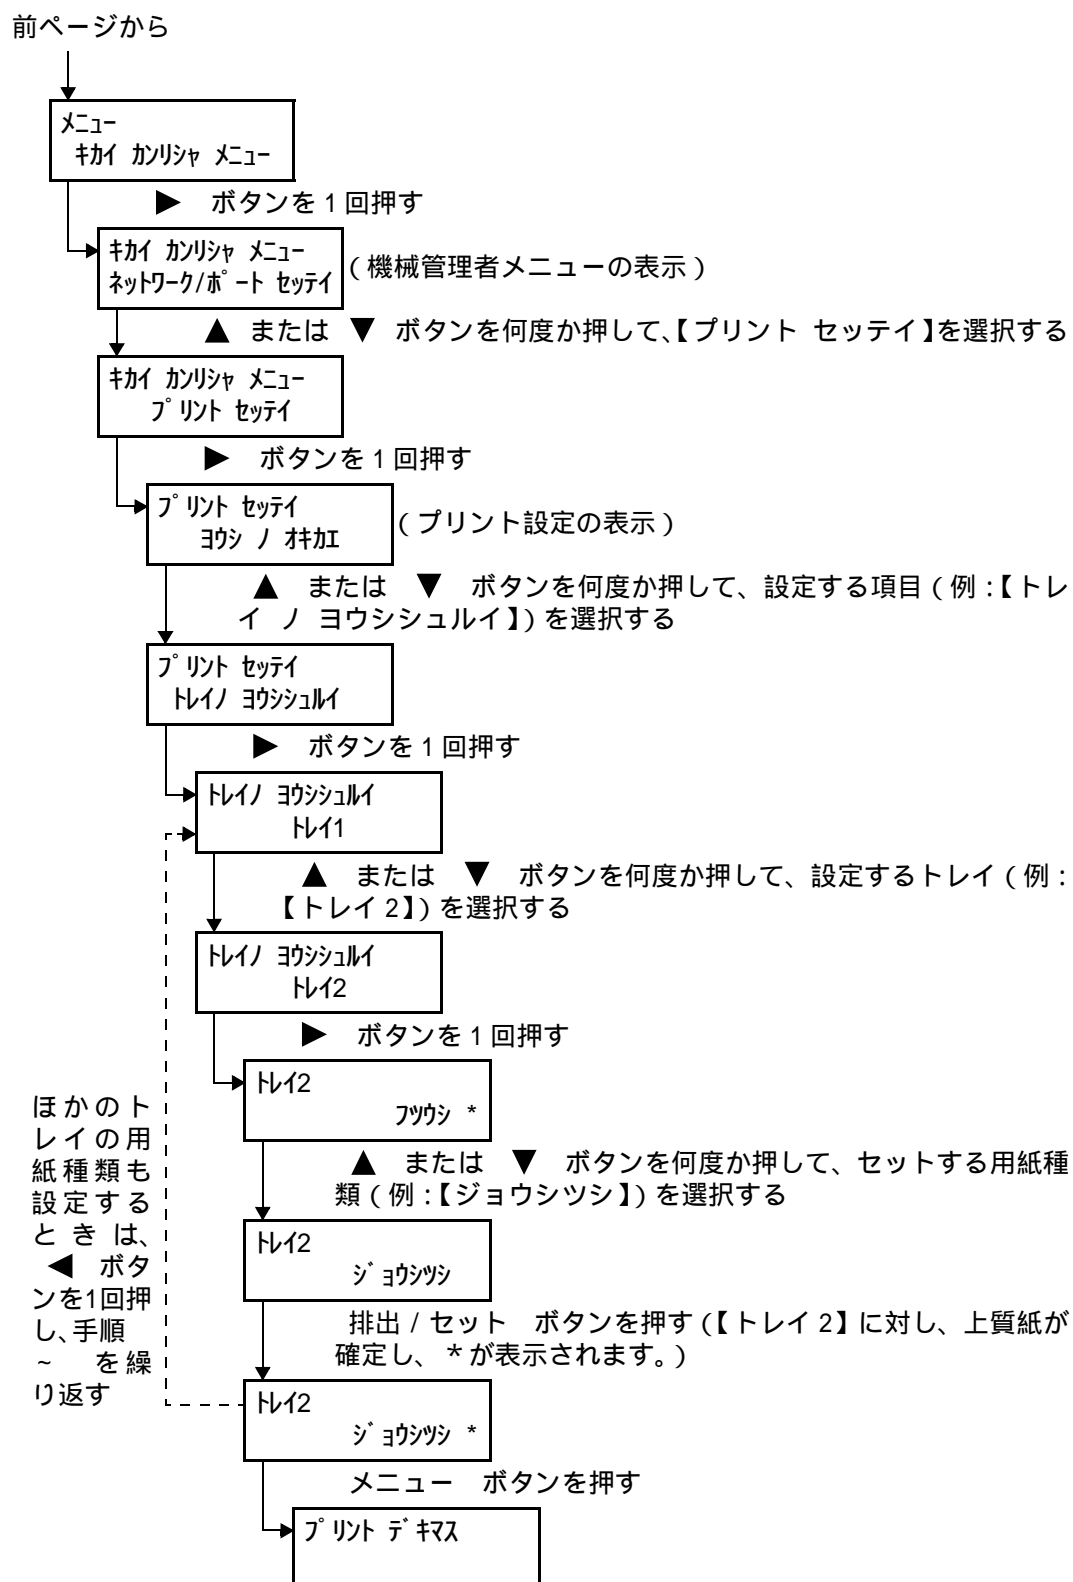 前ページから
ﾒﾆｭｰ
ｷｶｲ ｶﾝﾘｼｬ ﾒﾆｭｰ
▶ ボタンを1回押す
ｷｶｲ ｶﾝﾘｼｬ ﾒﾆｭｰ
ﾈｯﾄﾜｰｸ/ﾎﾟｰﾄ ｾｯﾃｲ
(機械管理者メニューの表示)
▲ または ▼ ボタンを何度か押して、【プリント セッテイ】を選択する
ｷｶｲ ｶﾝﾘｼｬ ﾒﾆｭｰ
ﾌﾟﾘﾝﾄ ｾｯﾃｲ
▶ ボタンを1回押す
ﾌﾟﾘﾝﾄ ｾｯﾃｲ
ﾖｳｼ ﾉ ｵｷｶｴ
(プリント設定の表示)
▲ または ▼ ボタンを何度か押して、設定する項目(例:【トレ
イ ノ ヨウシシュルイ】)を選択する
ﾌﾟﾘﾝﾄ ｾｯﾃｲ
ﾄﾚｲﾉ ﾖｳｼｼｭﾙｲ
▶ ボタンを1回押す
ﾄﾚｲﾉ ﾖｳｼｼｭﾙｲ
ﾄﾚｲ1
▲ または ▼ ボタンを何度か押して、設定するトレイ(例:
【トレイ2】)を選択する
ﾄﾚｲﾉ ﾖｳｼｼｭﾙｲ
ﾄﾚｲ2
▶ ボタンを1回押す
ﾄﾚｲ2
ﾌﾂｳｼ *
▲ または ▼ ボタンを何度か押して、セットする用紙種
類(例:【ジョウシツシ】)を選択する
ﾄﾚｲ2
ｼﾞｮｳｼﾂｼ
排出/セット ボタンを押す(【トレイ2】に対し、上質紙が
確定し、*が表示されます。)
ﾄﾚｲ2
ｼﾞｮｳｼﾂｼ *
ほかのト
レイの用
紙種類も
設定する
ときは、
◀ ボタ
ンを1回押
し、手順
~ を繰
り返す
メニュー ボタンを押す
ﾌﾟﾘﾝﾄ ﾃﾞｷﾏｽ